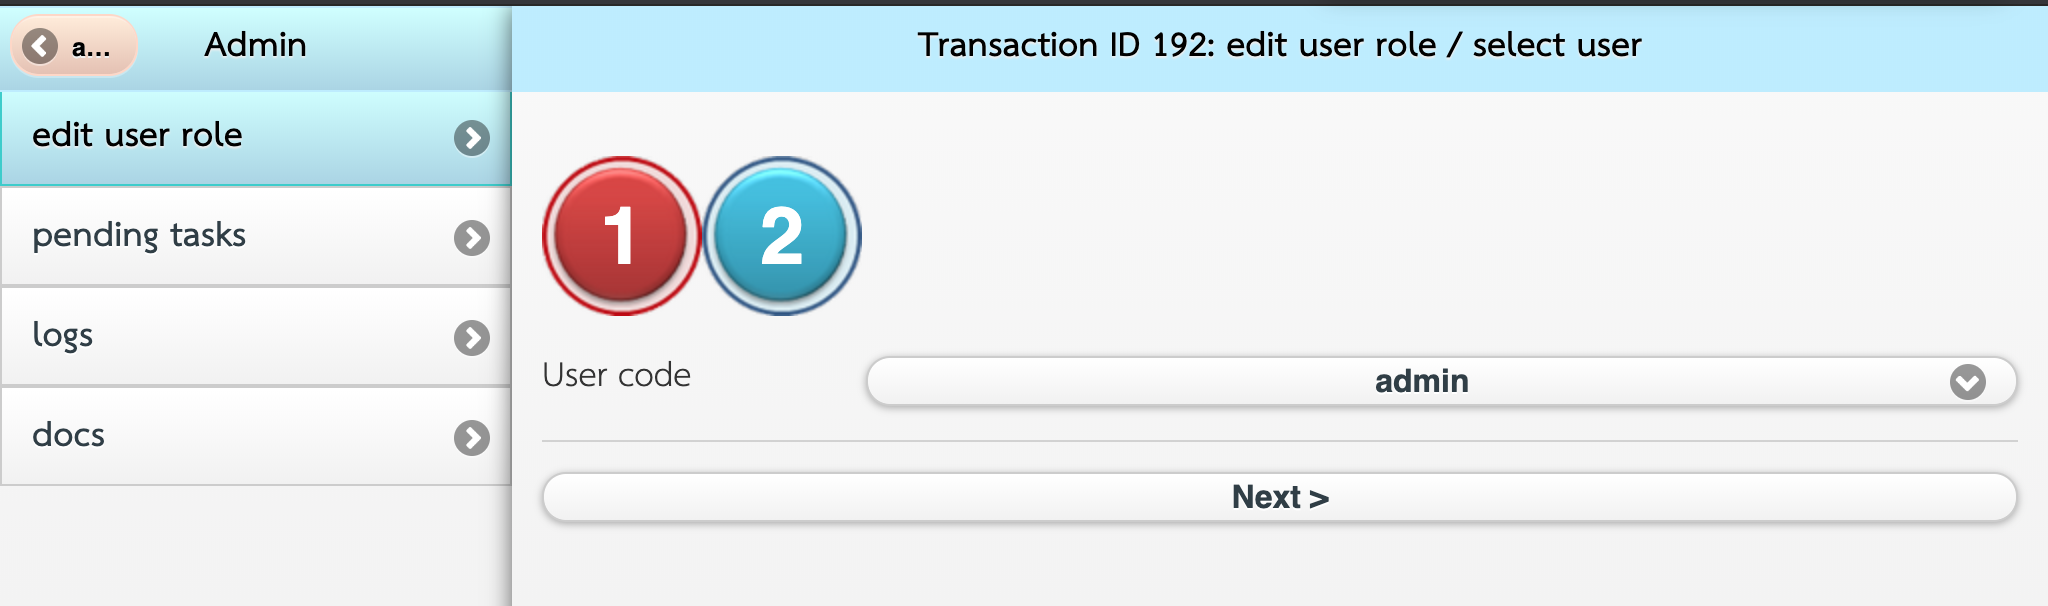 a...
Admin
Transaction ID 192: edit user role / select user
edit user role
pending tasks
logs
docs
1
2
User code
admin
Next >